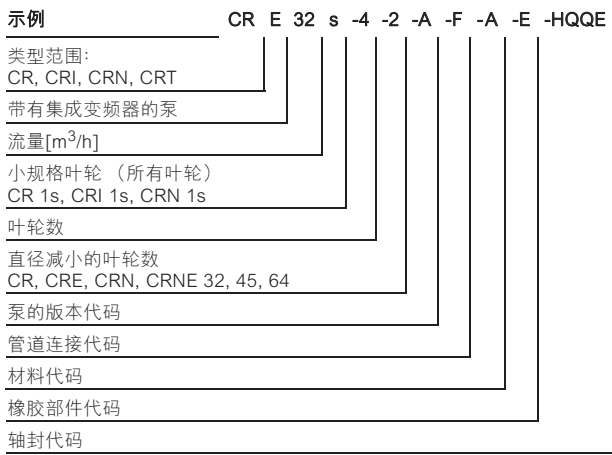 示例 CR E 32 s -4 -2 -A -F -A -E -HQQE
类型范围:
CR, CRI, CRN, CRT
带有集成变频器的泵
流量[m³/h]
小规格叶轮 （所有叶轮）
CR 1s, CRI 1s, CRN 1s
叶轮数
直径减小的叶轮数
CR, CRE, CRN, CRNE 32, 45, 64
泵的版本代码
管道连接代码
材料代码
橡胶部件代码
轴封代码